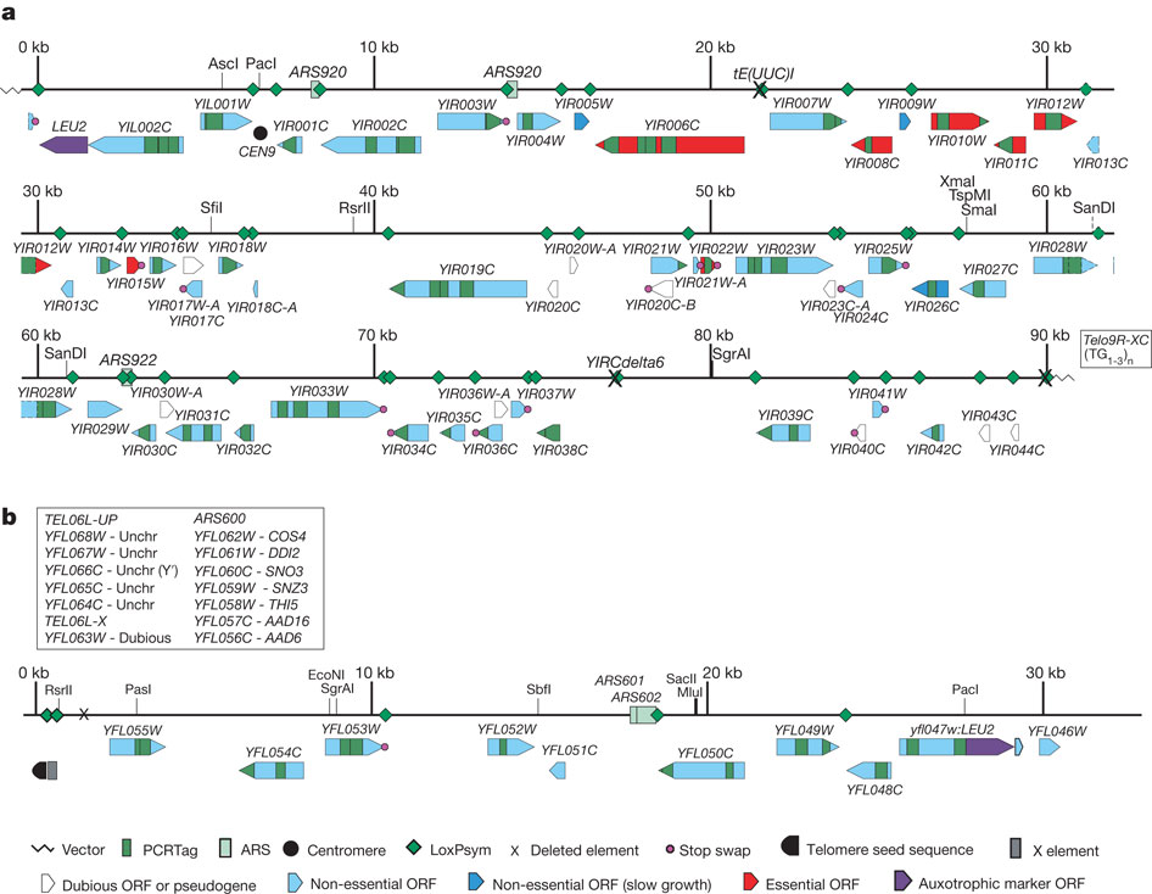 a
0 kb 10 kb 20 kb 30 kb
AscI PacI ARS920 ARS920 tE(UUC)I
YIL001W YIR003W YIR005W YIR007W YIR009W YIR012W
LEU2 YIL002C CEN9 YIR001C YIR002C YIR004W YIR006C YIR008C YIR010W YIR011C YIR013C
30 kb 40 kb 50 kb 60 kb
SfiI RsrII XmaI TspMI SmaI SanDI
YIR012W YIR014W YIR016W YIR018W YIR020W-A YIR021W YIR022W YIR023W YIR025W YIR028W
YIR015W YIR019C YIR021W-A YIR027C
YIR013C YIR017W-A YIR018C-A YIR020C YIR020C-B YIR023C-A YIR026C
YIR017C YIR024C
60 kb 70 kb 80 kb 90 kb
SanDI ARS922 YIRCdelta6 SgrAI Telo9R-XC
(TG1-3)n
YIR028W YIR030W-A YIR033W YIR036W-A YIR037W YIR041W
YIR029W YIR031C YIR035C YIR039C YIR043C
YIR030C YIR032C YIR034C YIR036C YIR038C YIR040C YIR042C YIR044C
b
TEL06L-UP ARS600
YFL068W - Unchr YFL062W - COS4
YFL067W - Unchr YFL061W - DDI2
YFL066C - Unchr (Y′) YFL060C - SNO3
YFL065C - Unchr YFL059W - SNZ3
YFL064C - Unchr YFL058W - THI5
TEL06L-X YFL057C - AAD16
YFL063W - Dubious YFL056C - AAD6
0 kb 10 kb 20 kb 30 kb
RsrII PasI EcoNI SgrAI SbfI ARS601 ARS602 SacII MluI PacI
YFL055W YFL053W YFL052W YFL049W yfl047w:LEU2 YFL046W
YFL054C YFL051C YFL050C YFL048C
Vector PCRTag ARS Centromere LoxPsym X Deleted element Stop swap Telomere seed sequence X element
Dubious ORF or pseudogene Non-essential ORF Non-essential ORF (slow growth) Essential ORF Auxotrophic marker ORF